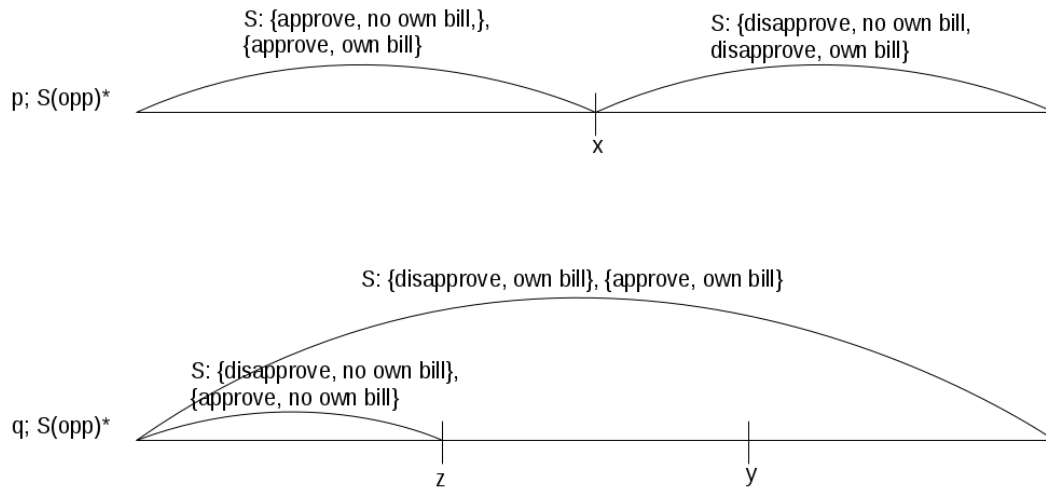 S: {approve, no own bill,},
{approve, own bill}
S: {disapprove, no own bill,
disapprove, own bill}
p; S(opp)*
x
S: {disapprove, own bill}, {approve, own bill}
S: {disapprove, no own bill},
{approve, no own bill}
q; S(opp)*
z
y